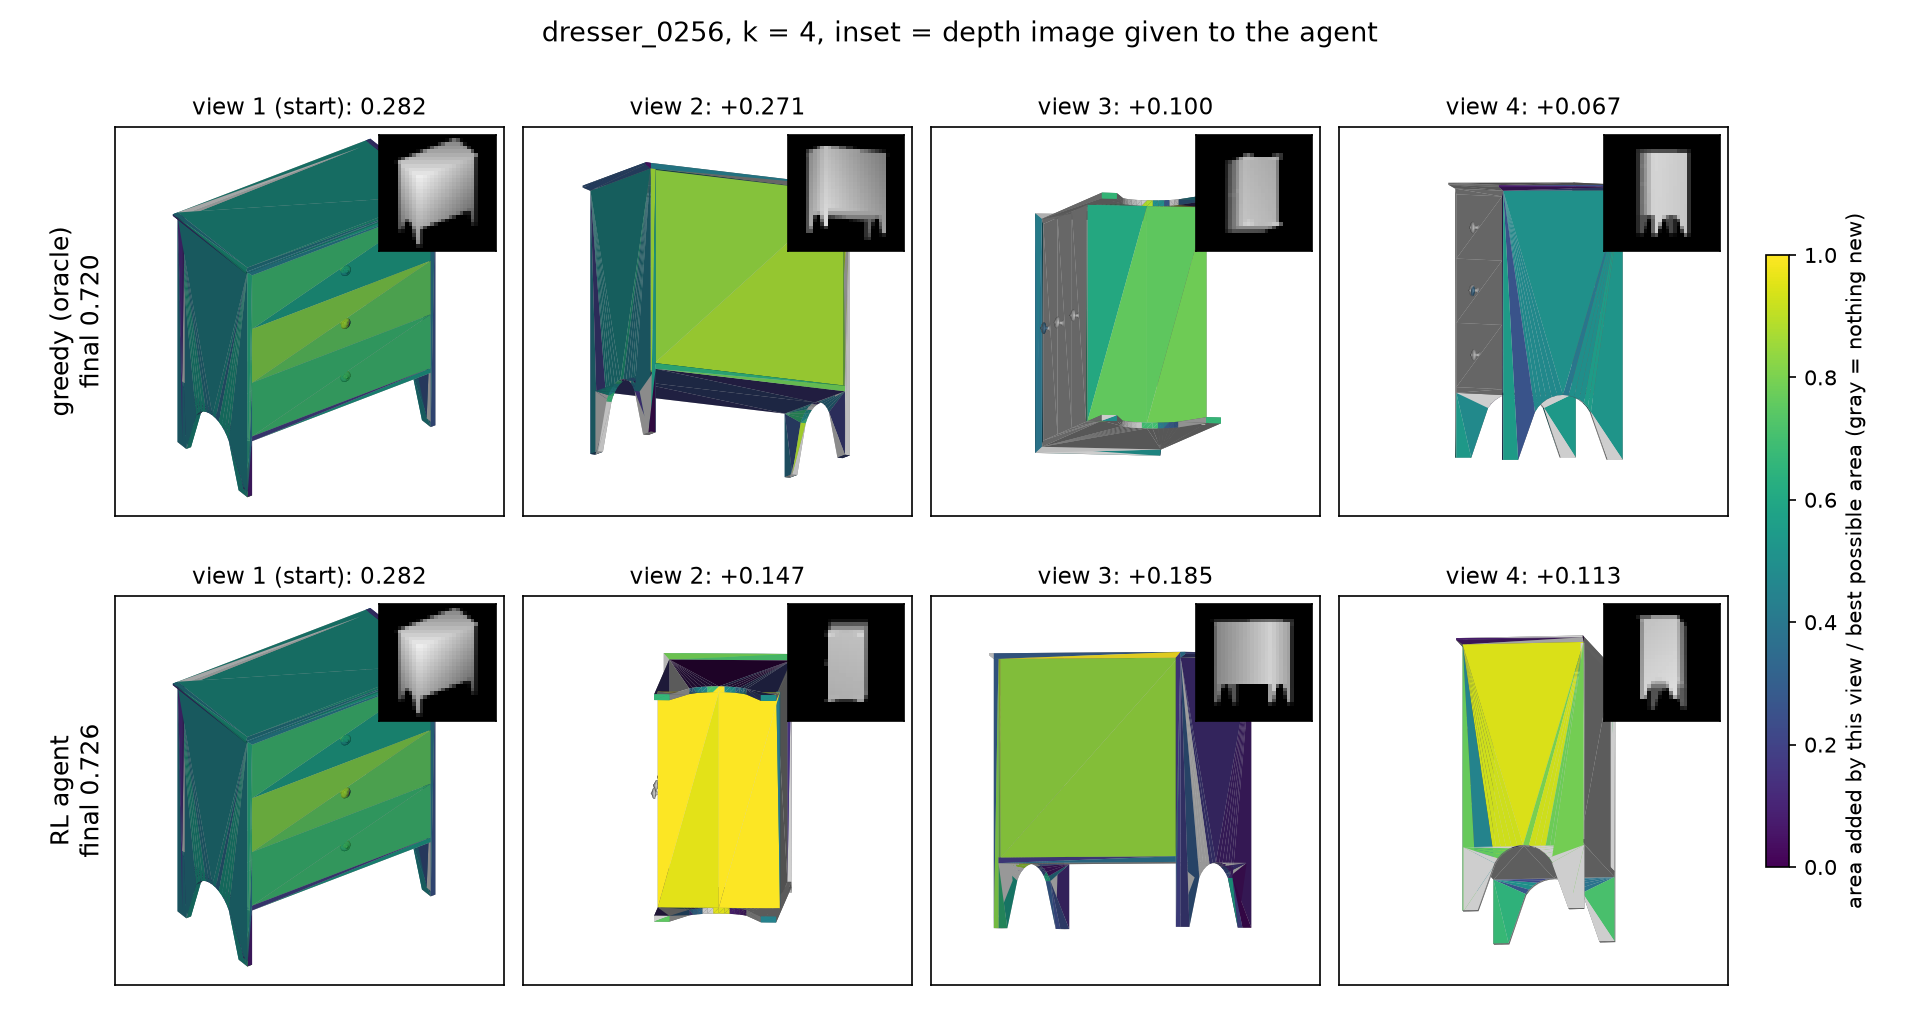 dresser_0256, k = 4, inset = depth image given to the agent
greedy (oracle)
final 0.720
view 1 (start): 0.282
view 2: +0.271
view 3: +0.100
view 4: +0.067
RL agent
final 0.726
view 1 (start): 0.282
view 2: +0.147
view 3: +0.185
view 4: +0.113
1.0
0.8
0.6
0.4
0.2
0.0
area added by this view / best possible area (gray = nothing new)